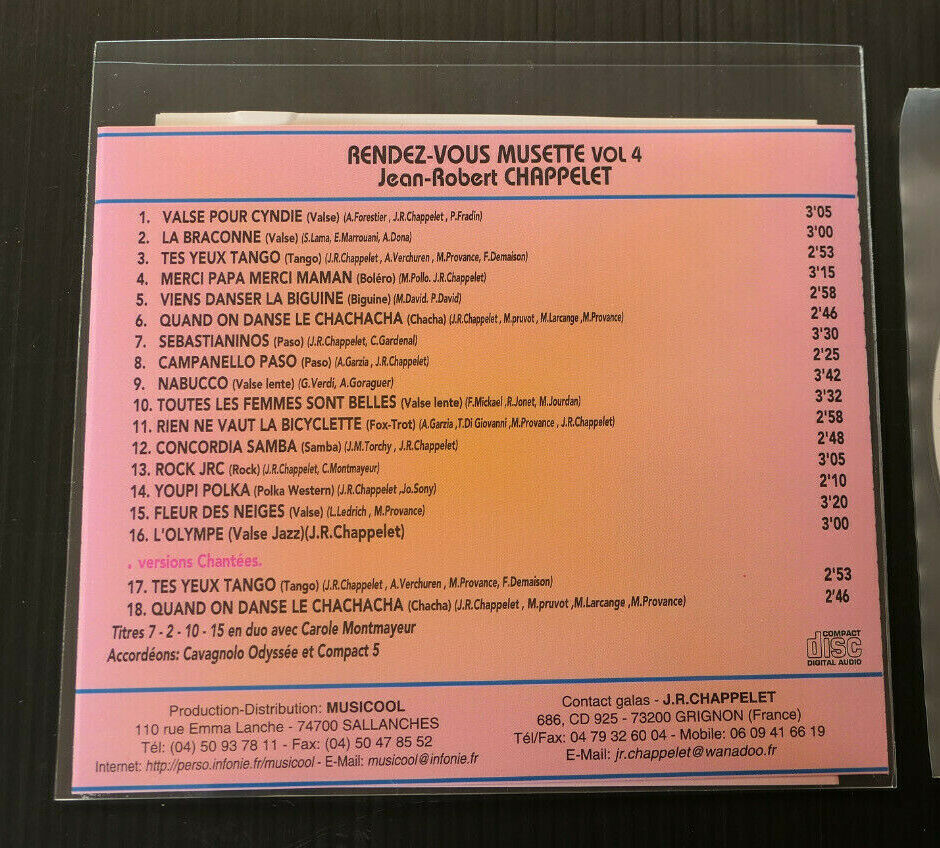 RENDEZ-VOUS MUSETTE VOL 4
Jean-Robert CHAPPELET
1. VALSE POUR CYNDIE (Valse) (A.Forestier , J.R.Chappelet , P.Fradin) 3'05
2. LA BRACONNE (Valse) (S.Lama, E.Marrouani, A.Dona) 3'00
3. TES YEUX TANGO (Tango) (J.R.Chappelet , A.Verchuren , M.Provance, F.Demaison) 2'53
4. MERCI PAPA MERCI MAMAN (Boléro) (M.Pollo. J.R.Chappelet) 3'15
5. VIENS DANSER LA BIGUINE (Biguine) (M.David. P.David) 2'58
6. QUAND ON DANSE LE CHACHACHA (Chacha) (J.R.Chappelet , M.pruvot , M.Larcange ,M.Provance) 2'46
7. SEBASTIANINOS (Paso) (J.R.Chappelet, C.Gardenal) 3'30
8. CAMPANELLO PASO (Paso) (A.Garzia , J.R.Chappelet) 2'25
9. NABUCCO (Valse lente) (G.Verdi, A.Goraguer) 3'42
10. TOUTES LES FEMMES SONT BELLES (Valse lente) (F.Mickael ,R.Jonet, M.Jourdan) 3'32
11. RIEN NE VAUT LA BICYCLETTE (Fox-Trot) (A.Garzia ,T.Di Giovanni ,M.Provance , J.R.Chappelet) 2'58
12. CONCORDIA SAMBA (Samba) (J.M.Torchy , J.R.Chappelet) 2'48
13. ROCK JRC (Rock) (J.R.Chappelet, C.Montmayeur) 3'05
14. YOUPI POLKA (Polka Western) (J.R.Chappelet ,Jo.Sony) 2'10
15. FLEUR DES NEIGES (Valse) (L.Ledrich , M.Provance) 3'20
16. L'OLYMPE (Valse Jazz)(J.R.Chappelet) 3'00
. versions Chantées.
17. TES YEUX TANGO (Tango) (J.R.Chappelet , A.Verchuren , M.Provance, F.Demaison) 2'53
18. QUAND ON DANSE LE CHACHACHA (Chacha) (J.R.Chappelet , M.pruvot ,M.Larcange ,M.Provance) 2'46
Titres 7 - 2 - 10 - 15 en duo avec Carole Montmayeur
Accordéons: Cavagnolo Odyssée et Compact 5
COMPACT
disc
DIGITAL AUDIO
Production-Distribution: MUSICOOL
110 rue Emma Lanche - 74700 SALLANCHES
Tél: (04) 50 93 78 11 - Fax: (04) 50 47 85 52
Internet: http://perso.infonie.fr/musicool - E-Mail: musicool@infonie.fr
Contact galas - J.R.CHAPPELET
686, CD 925 - 73200 GRIGNON (France)
Tél/Fax: 04 79 32 60 04 - Mobile: 06 09 41 66 19
E-Mail: jr.chappelet@wanadoo.fr